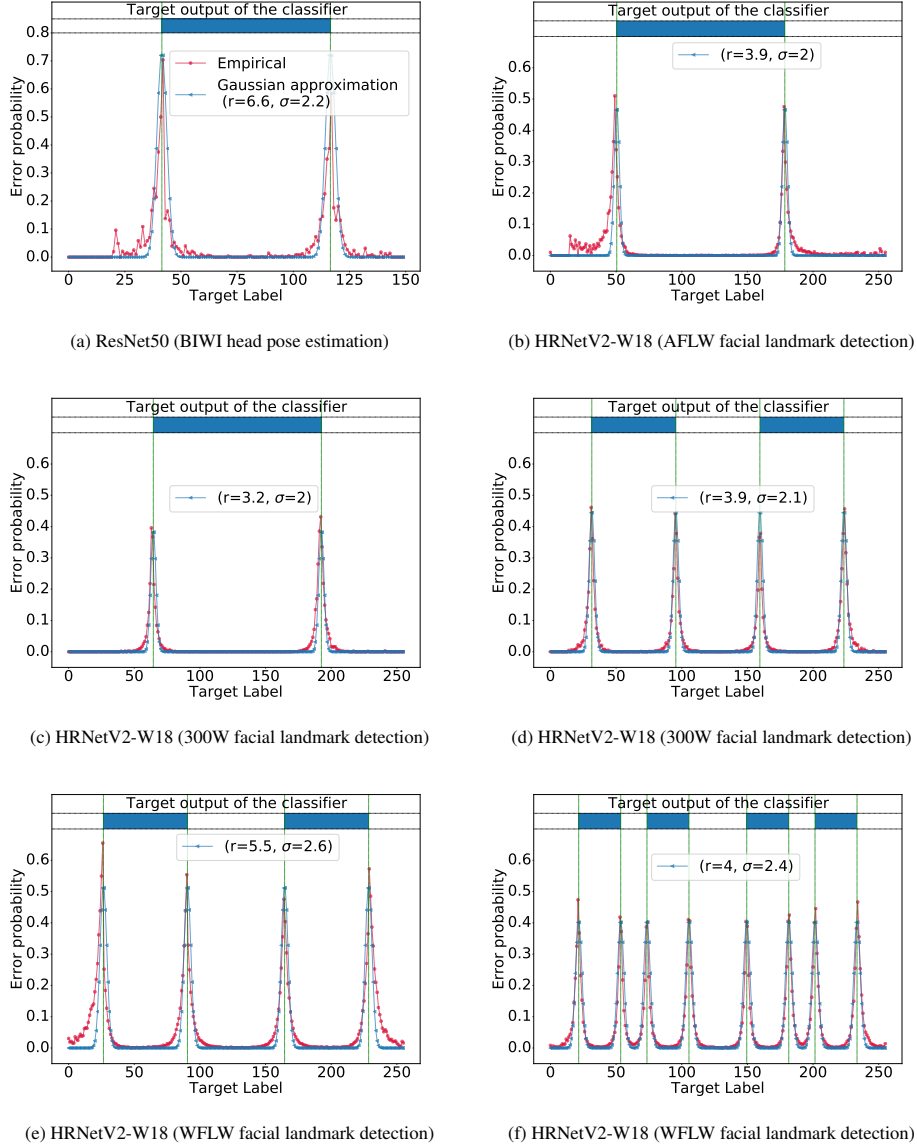 Target output of the classifier
0.8
0.7
0.6
0.5
0.4
0.3
0.2
0.1
0.0
Error probability
Empirical
Gaussian approximation
(r=6.6, σ=2.2)
0 25 50 75 100 125 150
Target Label
(a) ResNet50 (BIWI head pose estimation)
Target output of the classifier
0.6
0.5
0.4
0.3
0.2
0.1
0.0
Error probability
(r=3.9, σ=2)
0 50 100 150 200 250
Target Label
(b) HRNetV2-W18 (AFLW facial landmark detection)
Target output of the classifier
0.6
0.5
0.4
0.3
0.2
0.1
0.0
Error probability
(r=3.2, σ=2)
0 50 100 150 200 250
Target Label
(c) HRNetV2-W18 (300W facial landmark detection)
Target output of the classifier
0.6
0.5
0.4
0.3
0.2
0.1
0.0
Error probability
(r=3.9, σ=2.1)
0 50 100 150 200 250
Target Label
(d) HRNetV2-W18 (300W facial landmark detection)
Target output of the classifier
0.6
0.5
0.4
0.3
0.2
0.1
0.0
Error probability
(r=5.5, σ=2.6)
0 50 100 150 200 250
Target Label
(e) HRNetV2-W18 (WFLW facial landmark detection)
Target output of the classifier
0.6
0.5
0.4
0.3
0.2
0.1
0.0
Error probability
(r=4, σ=2.4)
0 50 100 150 200 250
Target Label
(f) HRNetV2-W18 (WFLW facial landmark detection)